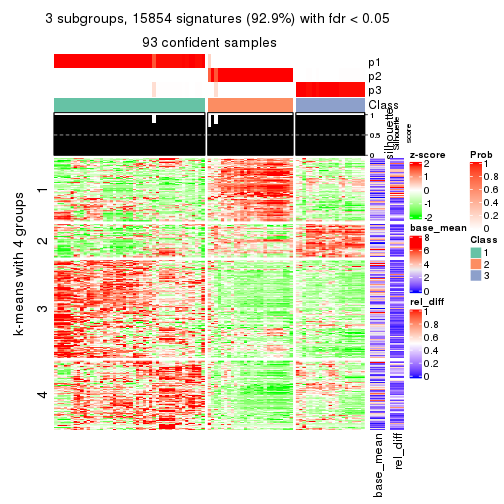 3 subgroups, 15854 signatures (92.9%) with fdr < 0.05
93 confident samples
p1
p2
p3
Class
1
0.5
0
silhouette
Silhouette
score
k-means with 4 groups
1
2
3
4
base_mean
rel_diff
z-score
2
1
0
-1
-2
base_mean
8
6
4
2
0
rel_diff
1
0.8
0.6
0.4
0.2
0
Prob
1
0.8
0.6
0.4
0.2
0
Class
1
2
3